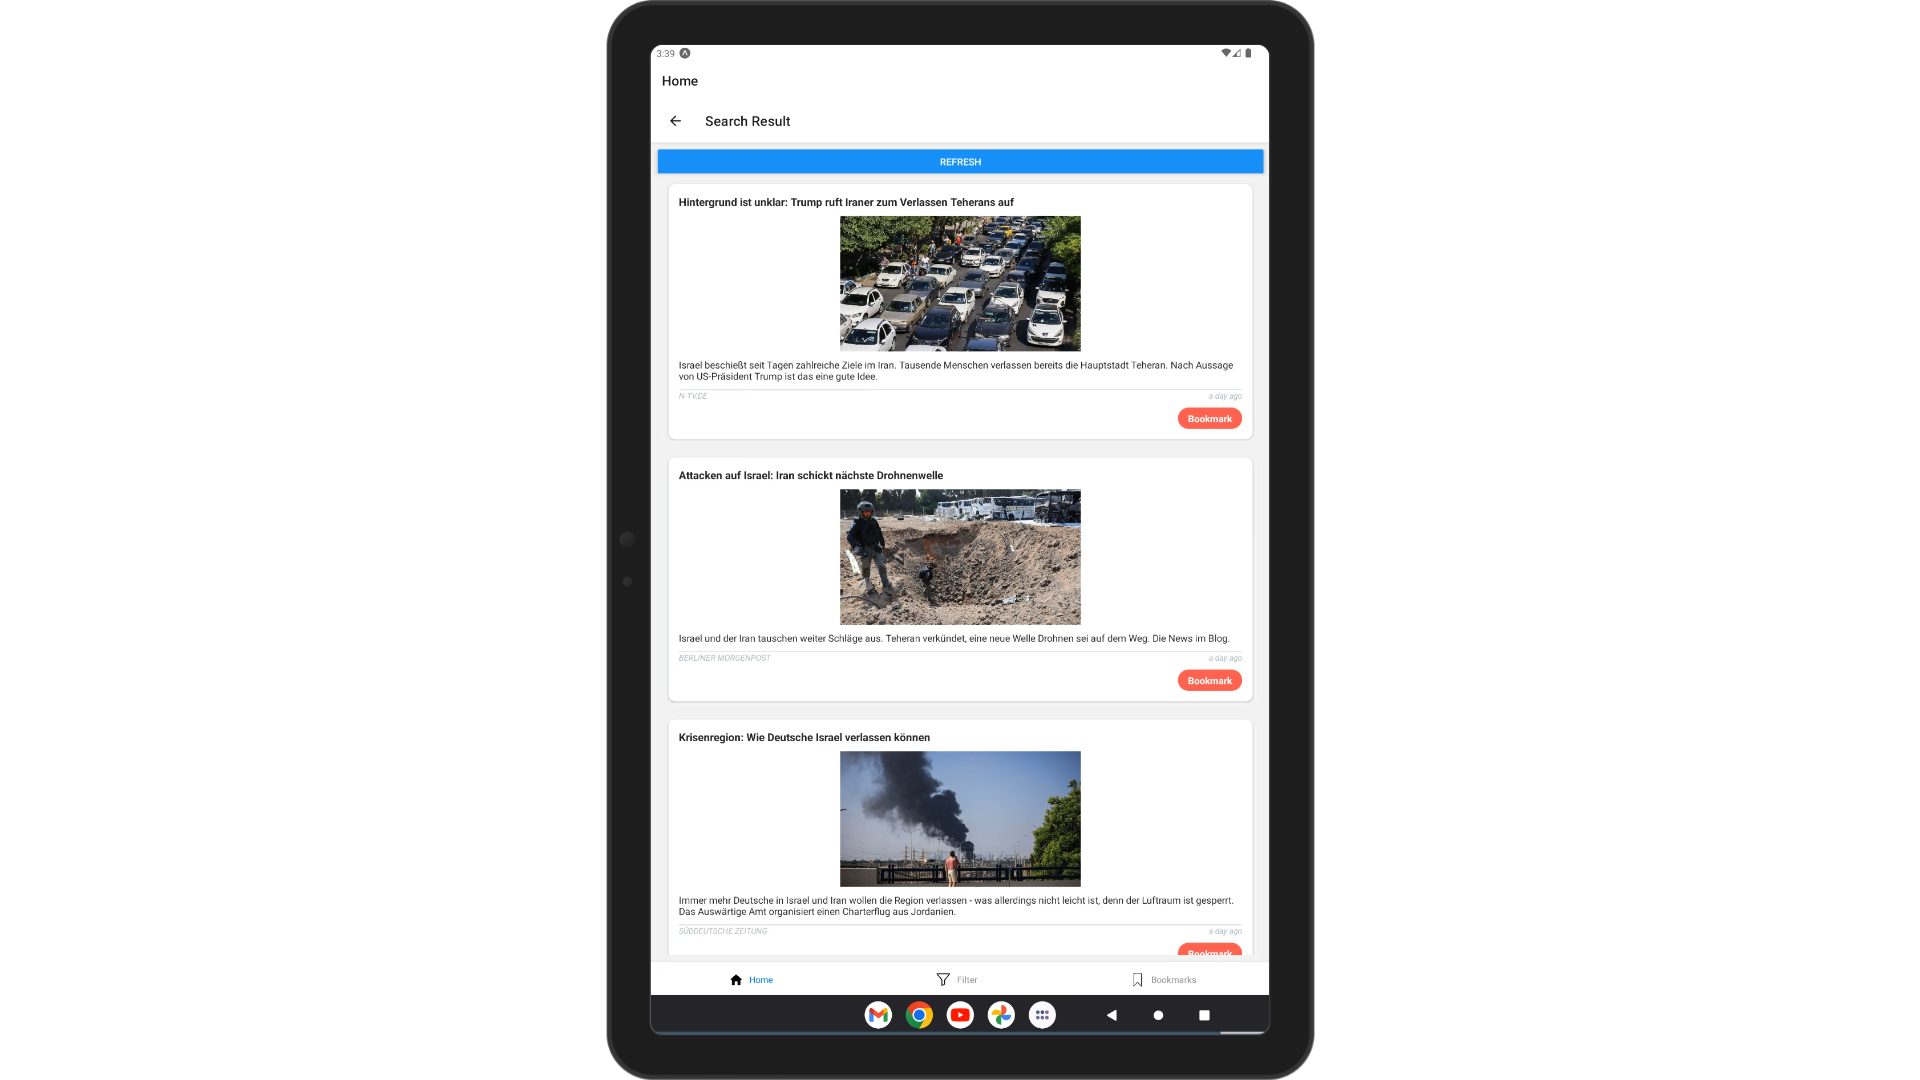 3:39
Home
Search Result
REFRESH
Hintergrund ist unklar: Trump ruft Iraner zum Verlassen Teherans auf
Israel beschießt seit Tagen zahlreiche Ziele im Iran. Tausende Menschen verlassen bereits die Hauptstadt Teheran. Nach Aussage
von US-Präsident Trump ist das eine gute Idee.
N-TV.DE a day ago
Bookmark
Attacken auf Israel: Iran schickt nächste Drohnenwelle
Israel und der Iran tauschen weiter Schläge aus. Teheran verkündet, eine neue Welle Drohnen sei auf dem Weg. Die News im Blog.
BERLINER MORGENPOST a day ago
Bookmark
Krisenregion: Wie Deutsche Israel verlassen können
Immer mehr Deutsche in Israel und Iran wollen die Region verlassen - was allerdings nicht leicht ist, denn der Luftraum ist gesperrt.
Das Auswärtige Amt organisiert einen Charterflug aus Jordanien.
SÜDDEUTSCHE ZEITUNG a day ago
Bookmark
Home Filter Bookmarks